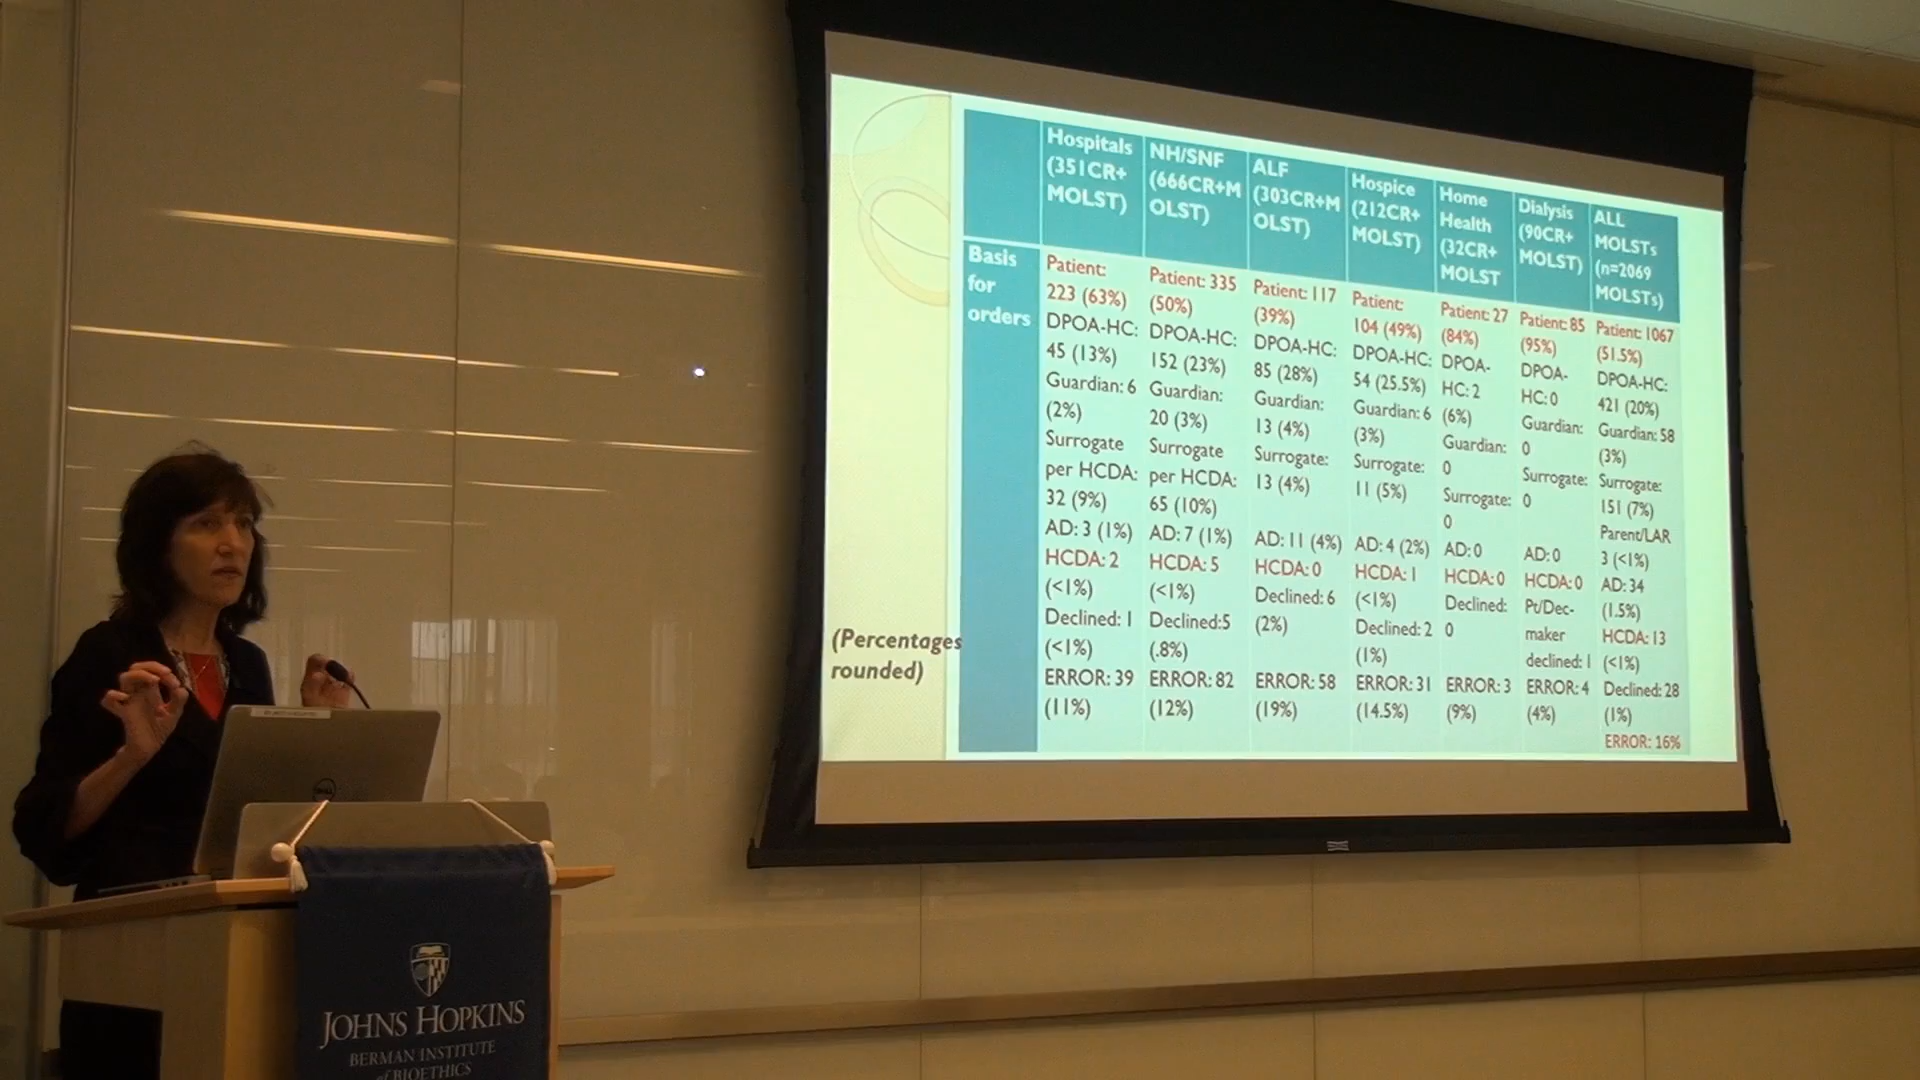 Hospitals
(351CR+
MOLST)
NH/SNF
(666CR+M
OLST)
ALF
(303CR+M
OLST)
Hospice
(212CR+
MOLST)
Home
Health
(32CR+
MOLST
Dialysis
(90CR+
MOLST)
ALL
MOLSTs
(n=2069
MOLSTs)
Basis
for
orders
Patient:
223 (63%)
DPOA-HC:
45 (13%)
Guardian: 6
(2%)
Surrogate
per HCDA:
32 (9%)
AD: 3 (1%)
HCDA: 2
(<1%)
Declined: 1
(<1%)
ERROR: 39
(11%)
Patient: 335
(50%)
DPOA-HC:
152 (23%)
Guardian:
20 (3%)
Surrogate
per HCDA:
65 (10%)
AD: 7 (1%)
HCDA: 5
(<1%)
Declined:5
(.8%)
ERROR: 82
(12%)
Patient: 117
(39%)
DPOA-HC:
85 (28%)
Guardian:
13 (4%)
Surrogate:
13 (4%)
AD: 11 (4%)
HCDA: 0
Declined: 6
(2%)
ERROR: 58
(19%)
Patient:
104 (49%)
DPOA-HC:
54 (25.5%)
Guardian: 6
(3%)
Surrogate:
11 (5%)
AD: 4 (2%)
HCDA: 1
(<1%)
Declined: 2
(1%)
ERROR: 31
(14.5%)
Patient: 27
(84%)
DPOA-
HC: 2
(6%)
Guardian:
0
Surrogate:
0
AD: 0
HCDA: 0
Declined:
0
ERROR: 3
(9%)
Patient: 85
(95%)
DPOA-
HC: 0
Guardian:
0
Surrogate:
0
AD: 0
HCDA: 0
Pt/Dec-
maker
declined: 1
ERROR: 4
(4%)
Patient: 1067
(51.5%)
DPOA-HC:
421 (20%)
Guardian: 58
(3%)
Surrogate:
151 (7%)
Parent/LAR
3 (<1%)
AD: 34
(1.5%)
HCDA: 13
(<1%)
Declined: 28
(1%)
ERROR: 16%
(Percentages
rounded)
DELL
JOHNS HOPKINS
BERMAN INSTITUTE
of BIOETHICS